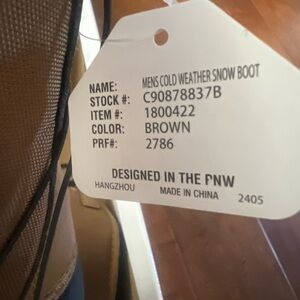 NAME: MENS COLD WEATHER SNOW BOOT
STOCK #: C90878837B
ITEM #: 1800422
COLOR: BROWN
PRF#: 2786
DESIGNED IN THE PNW
HANGZHOU MADE IN CHINA 2405